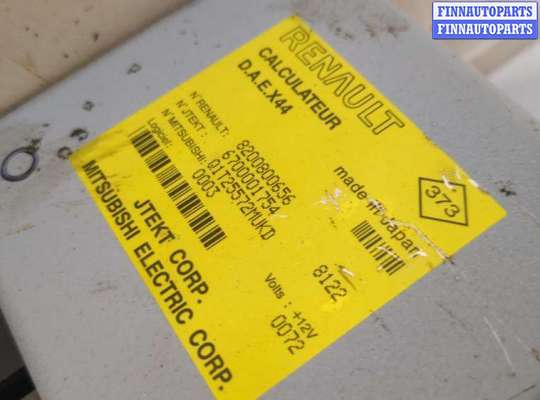 FINNAUTOPARTS
FINNAUTOPARTS
RENAULT
CALCULATEUR
D.A.E.X44
N°RENAULT: 8200800656
N°JTEKT: 6700001754
N°MITSUBISHI: Q1T25572MUKD
Logiciel: 0003
JTEKT CORP.
MITSUBISHI ELECTRIC CORP.
made in Japan
373
8122
Volts : +12V
0072